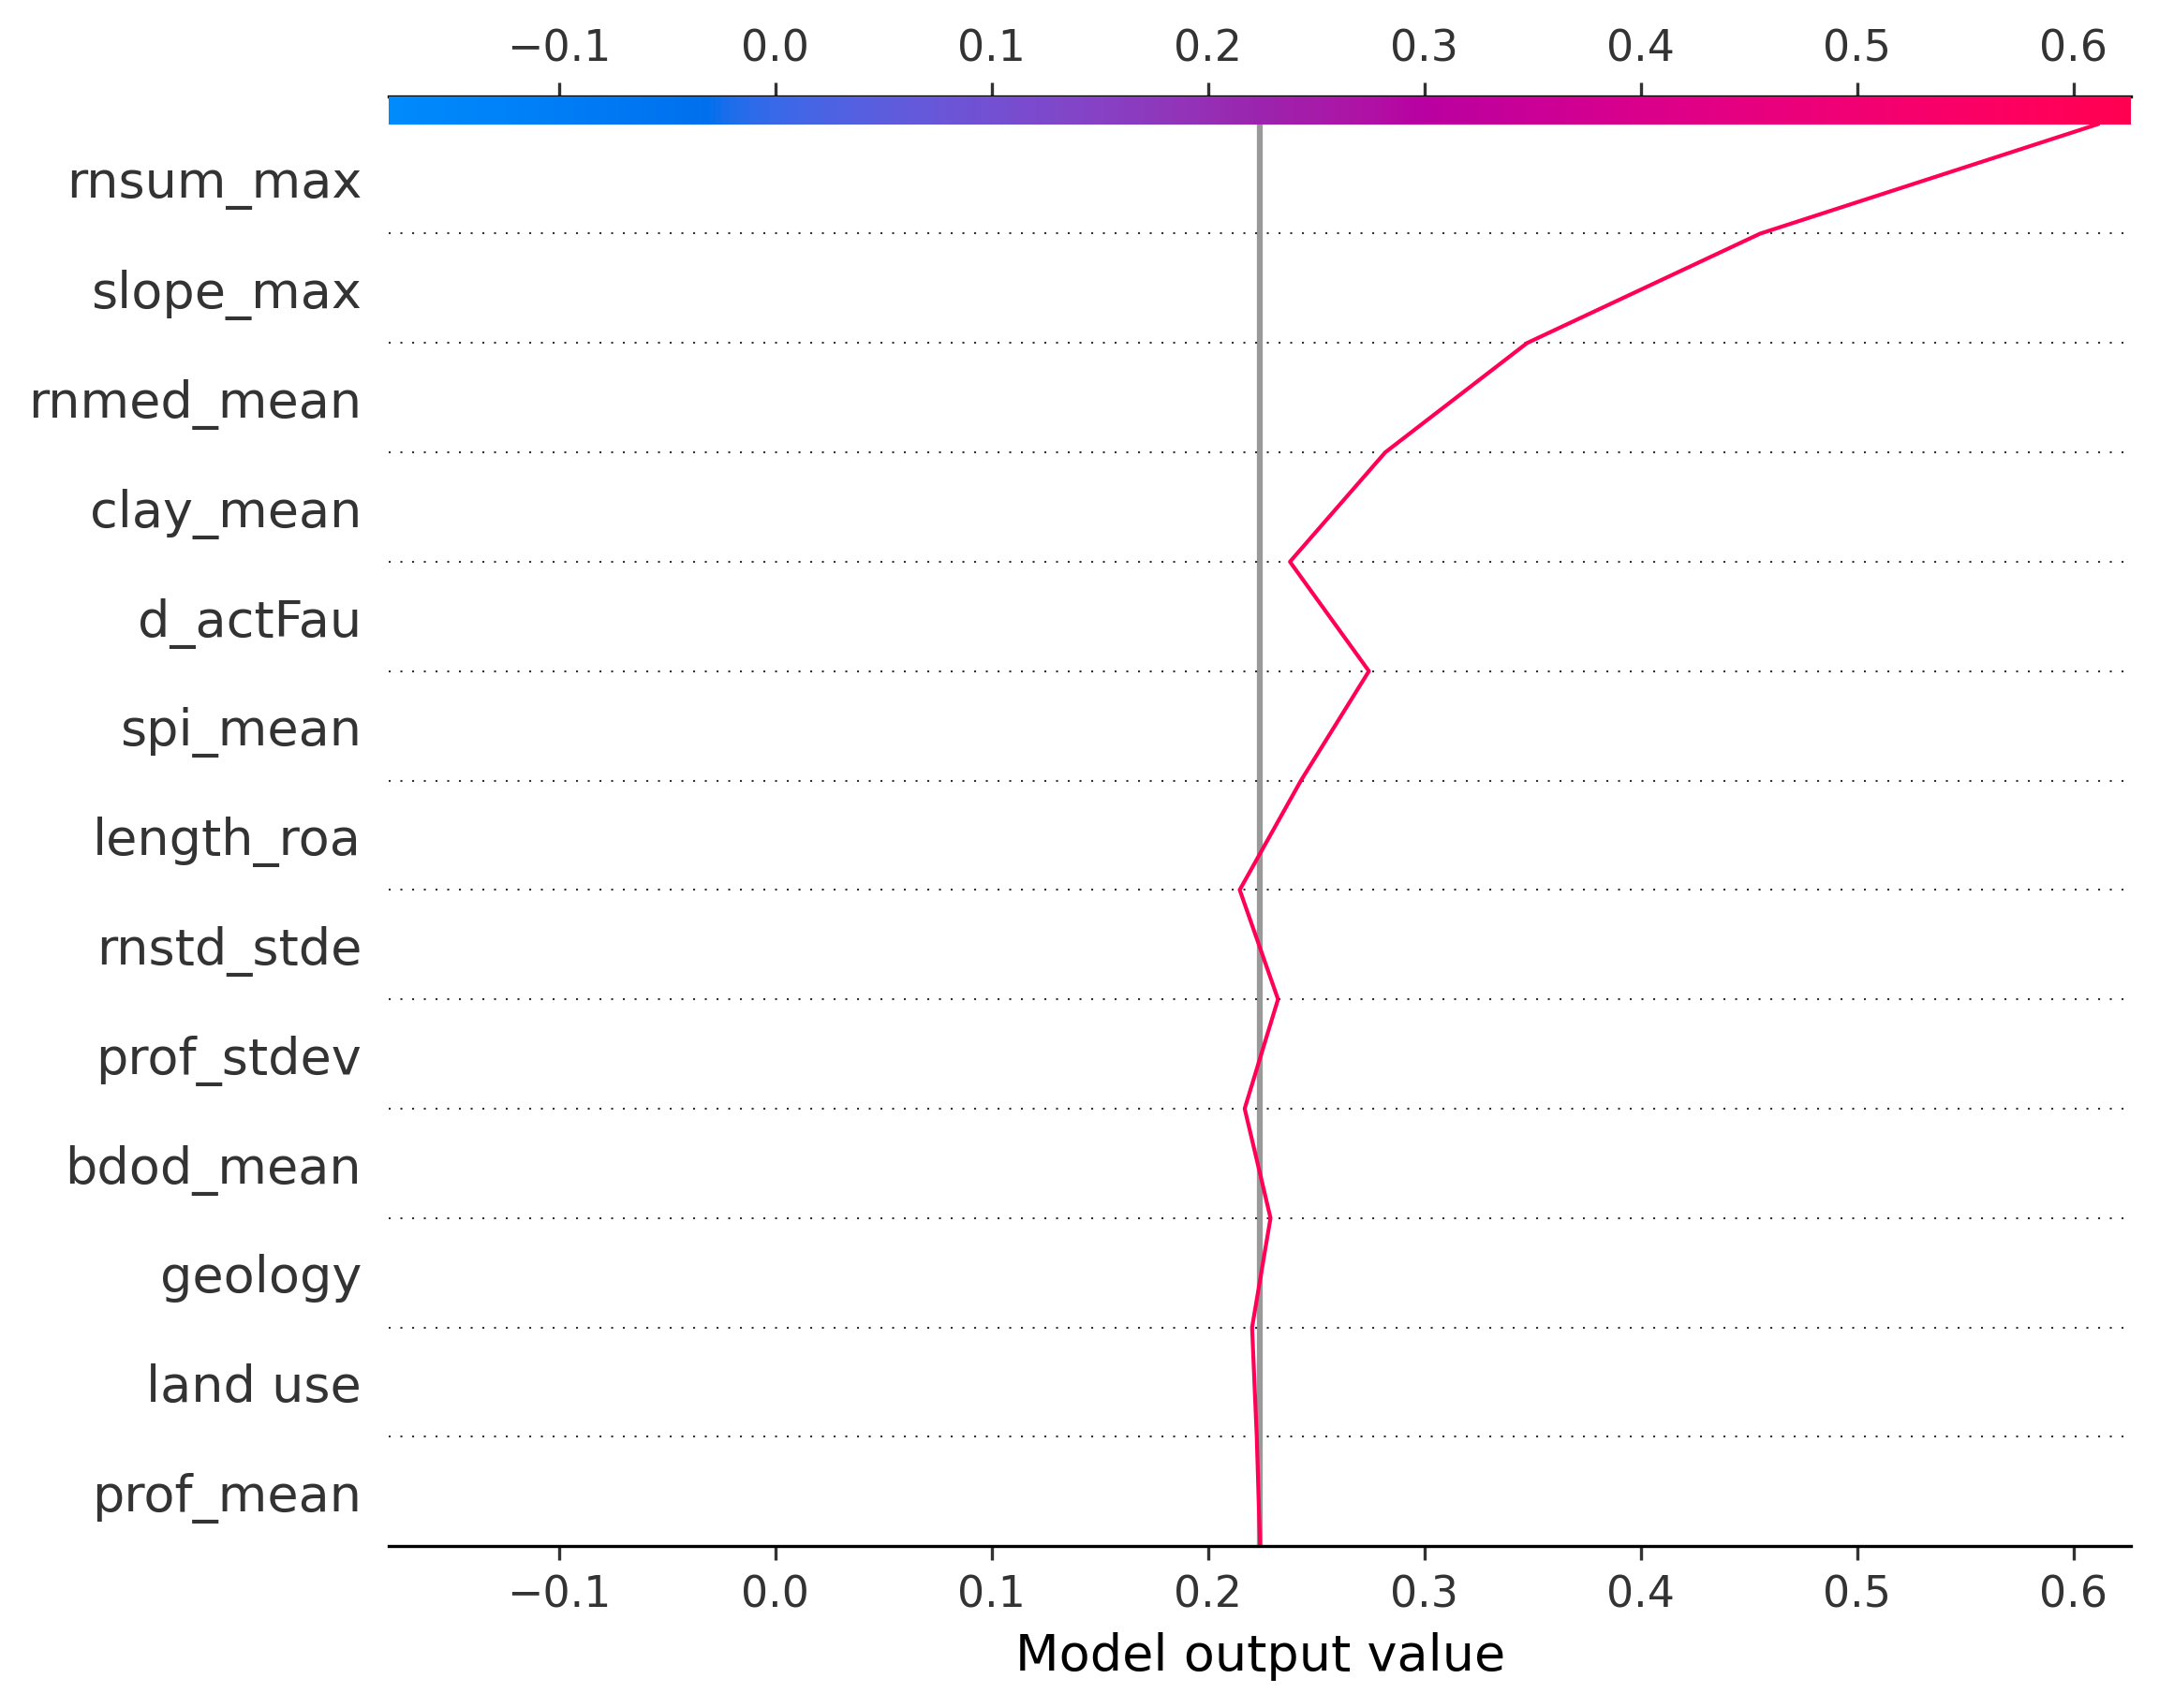 −0.1 0.0 0.1 0.2 0.3 0.4 0.5 0.6
rnsum_max
slope_max
rnmed_mean
clay_mean
d_actFau
spi_mean
length_roa
rnstd_stde
prof_stdev
bdod_mean
geology
land use
prof_mean
−0.1 0.0 0.1 0.2 0.3 0.4 0.5 0.6
Model output value